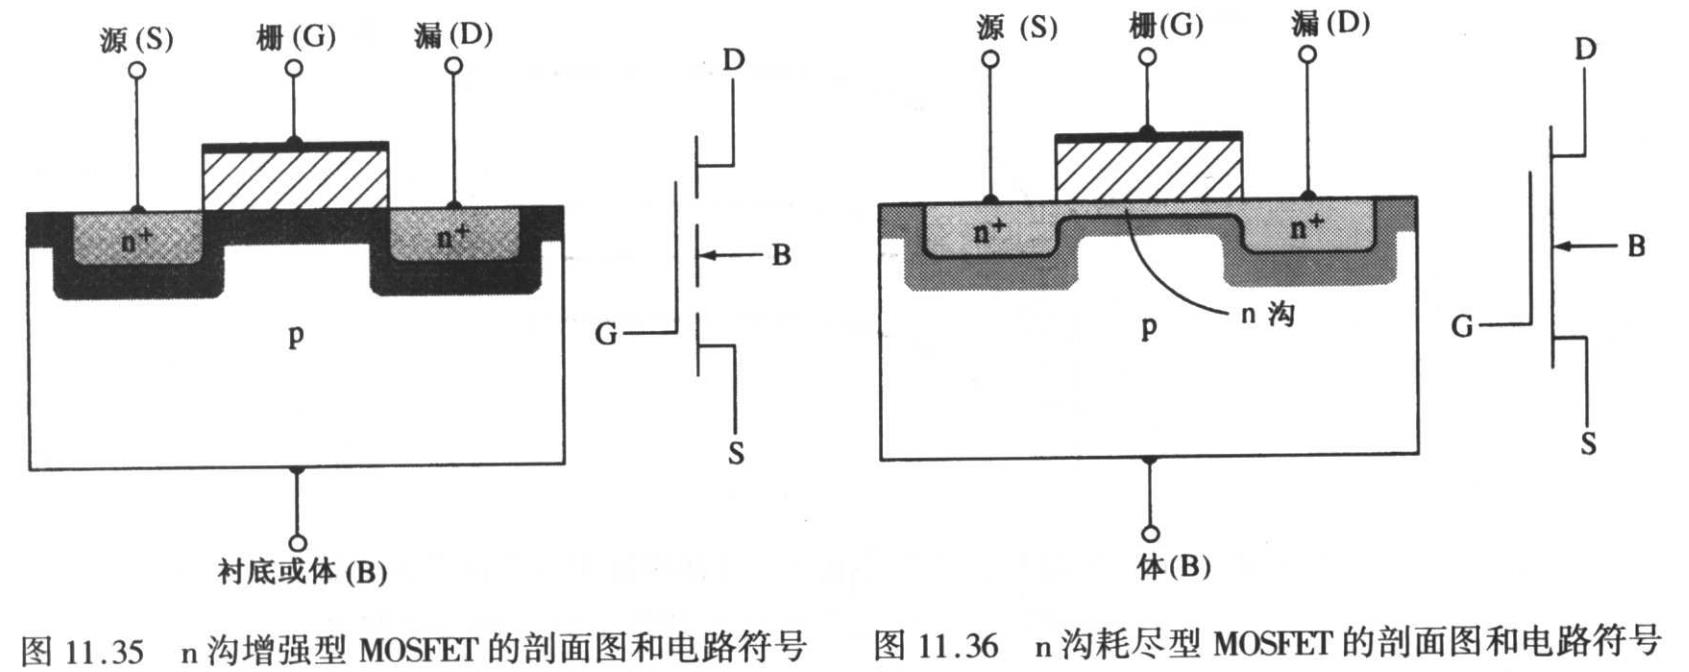 源(S)
栅(G)
漏(D)
D
n+
n+
B
p
G
S
衬底或体(B)
图 11.35 n沟增强型 MOSFET 的剖面图和电路符号
源 (S)
栅(G)
漏(D)
D
n+
n+
B
n 沟
p
G
S
体(B)
图 11.36 n沟耗尽型 MOSFET 的剖面图和电路符号